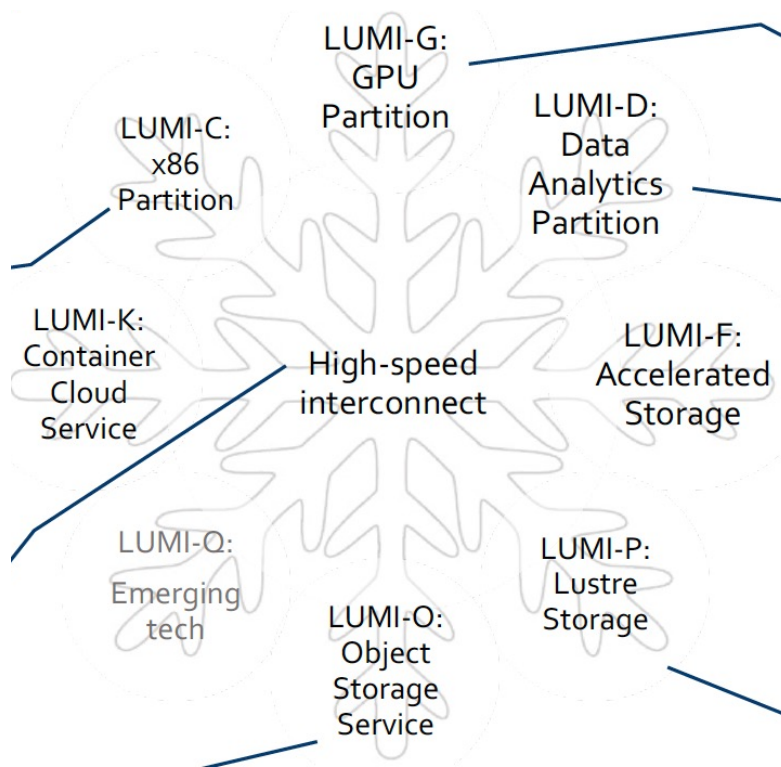 LUMI-G:
GPU
Partition
LUMI-C:
x86
Partition
LUMI-D:
Data
Analytics
Partition
LUMI-K:
Container
Cloud
Service
High-speed
interconnect
LUMI-F:
Accelerated
Storage
LUMI-Q:
Emerging
tech
LUMI-O:
Object
Storage
Service
LUMI-P:
Lustre
Storage